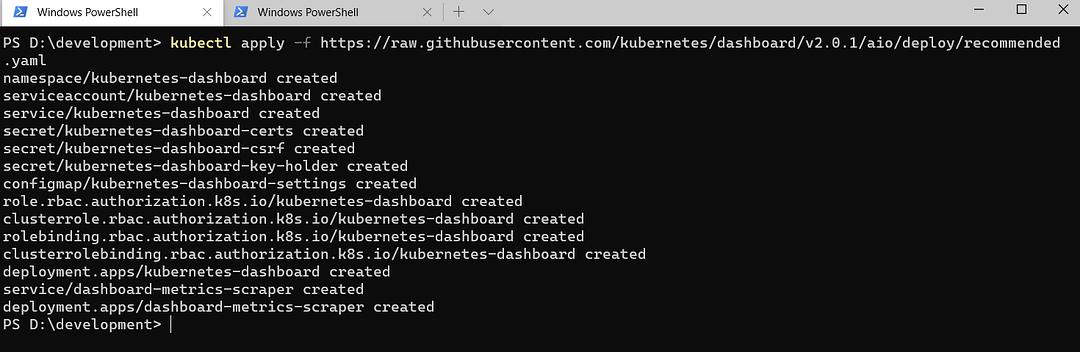 Windows PowerShell
Windows PowerShell
PS D:\development> kubectl apply -f https://raw.githubusercontent.com/kubernetes/dashboard/v2.0.1/aio/deploy/recommended
.yaml
namespace/kubernetes-dashboard created
serviceaccount/kubernetes-dashboard created
service/kubernetes-dashboard created
secret/kubernetes-dashboard-certs created
secret/kubernetes-dashboard-csrf created
secret/kubernetes-dashboard-key-holder created
configmap/kubernetes-dashboard-settings created
role.rbac.authorization.k8s.io/kubernetes-dashboard created
clusterrole.rbac.authorization.k8s.io/kubernetes-dashboard created
rolebinding.rbac.authorization.k8s.io/kubernetes-dashboard created
clusterrolebinding.rbac.authorization.k8s.io/kubernetes-dashboard created
deployment.apps/kubernetes-dashboard created
service/dashboard-metrics-scraper created
deployment.apps/dashboard-metrics-scraper created
PS D:\development>